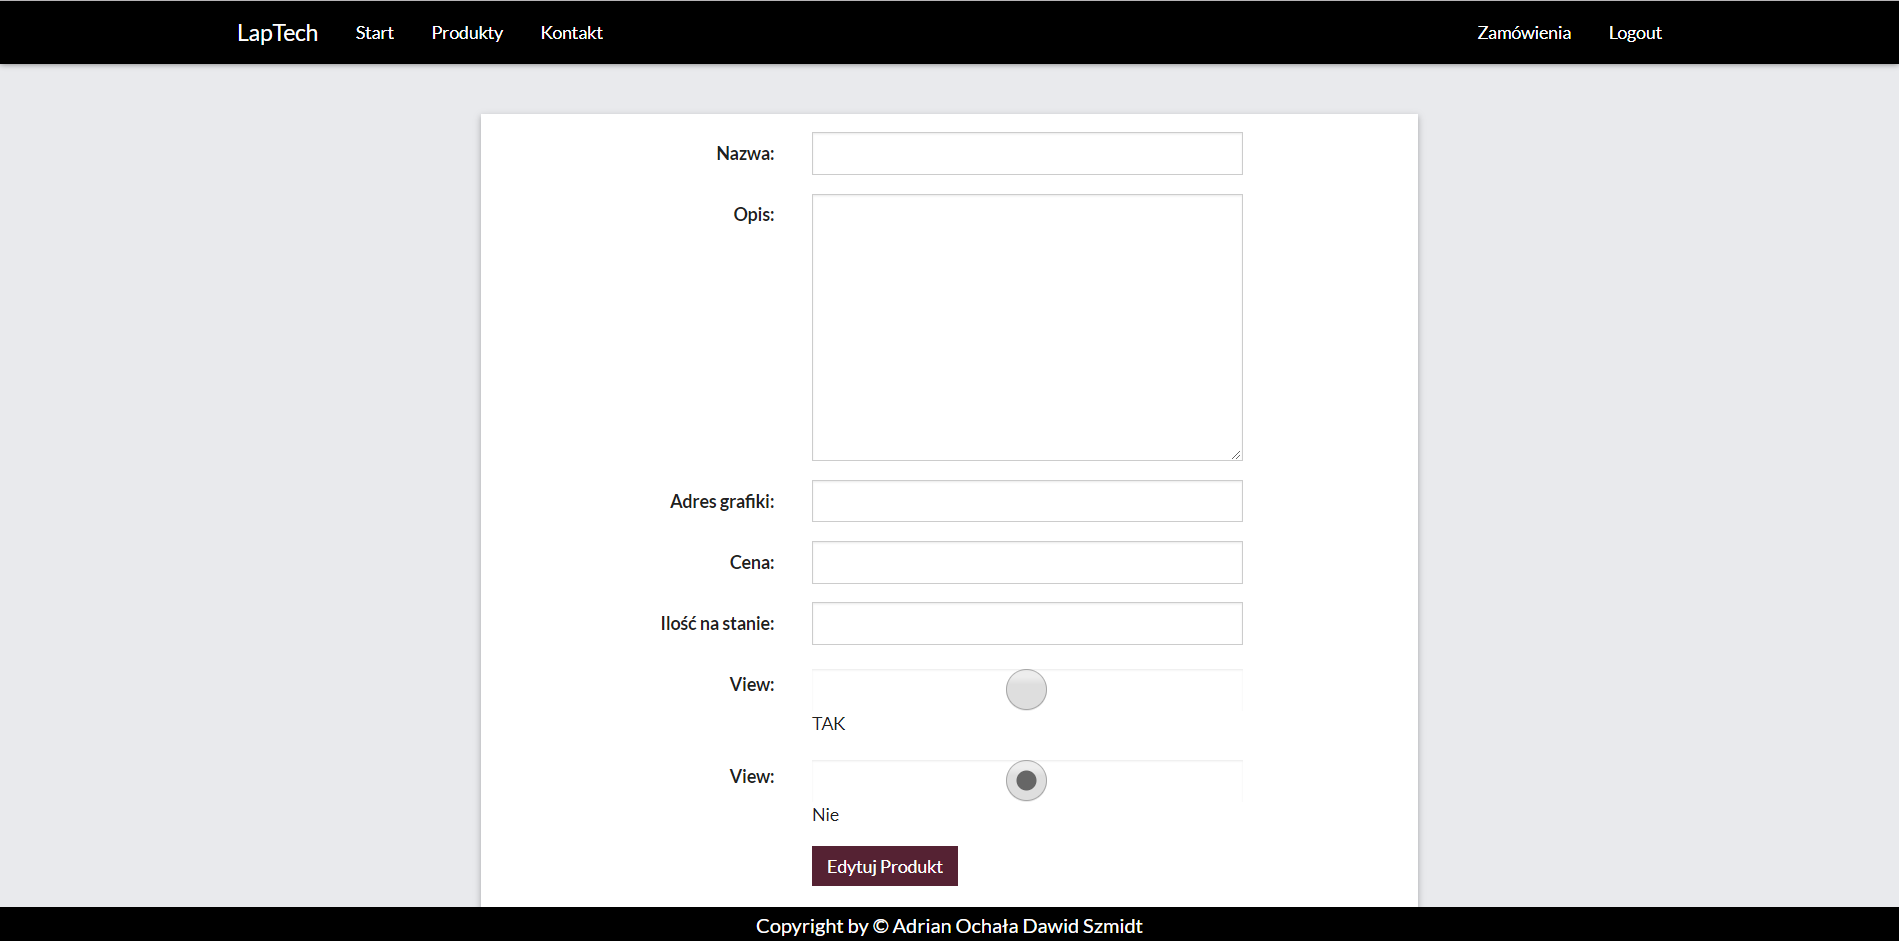 LapTech Start Produkty Kontakt Zamówienia Logout
Nazwa:
Opis:
Adres grafiki:
Cena:
Ilość na stanie:
View:
TAK
View:
Nie
Edytuj Produkt
Copyright by © Adrian Ochała Dawid Szmidt